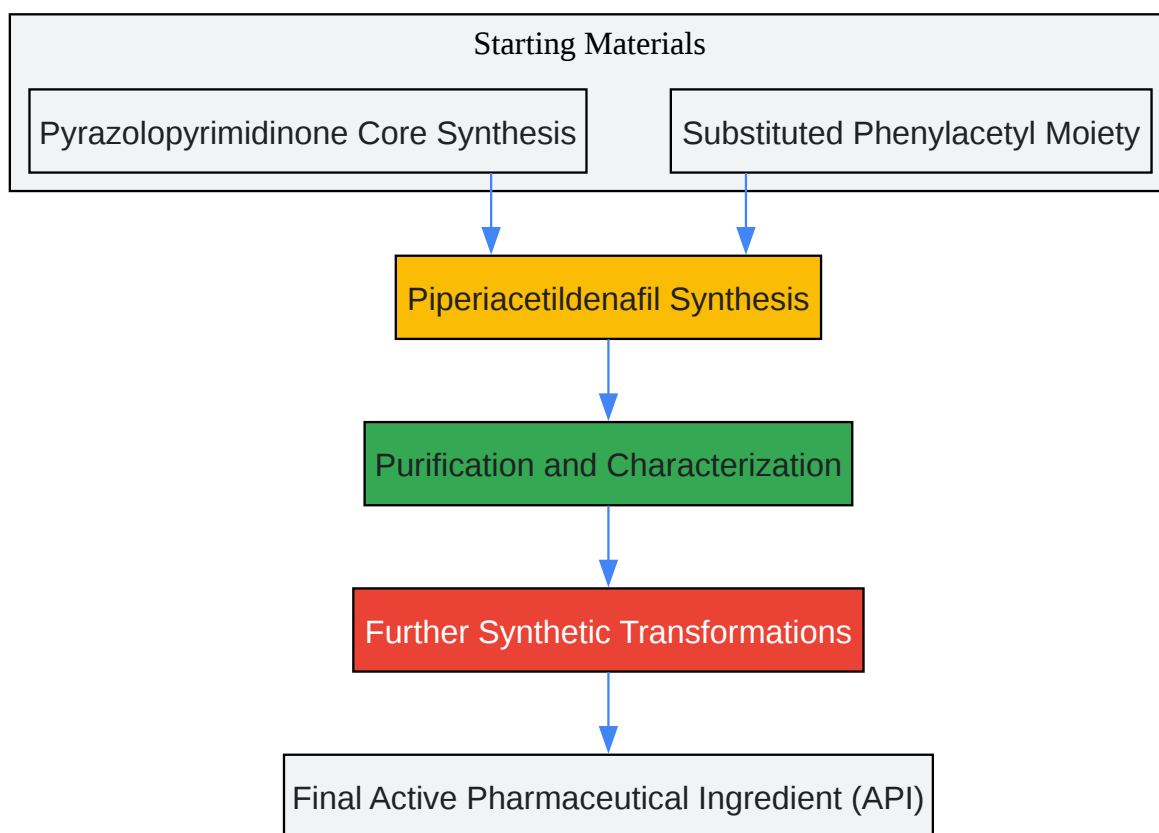 Starting Materials
Pyrazolopyrimidinone Core Synthesis
Substituted Phenylacetyl Moiety
Piperiacetildenafil Synthesis
Purification and Characterization
Further Synthetic Transformations
Final Active Pharmaceutical Ingredient (API)